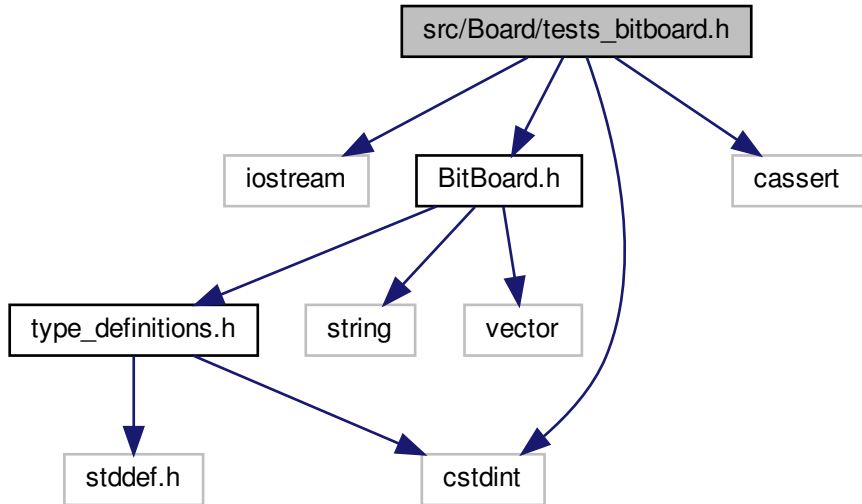 src/Board/tests_bitboard.h
iostream
BitBoard.h
cassert
type_definitions.h
string
vector
stddef.h
cstdint